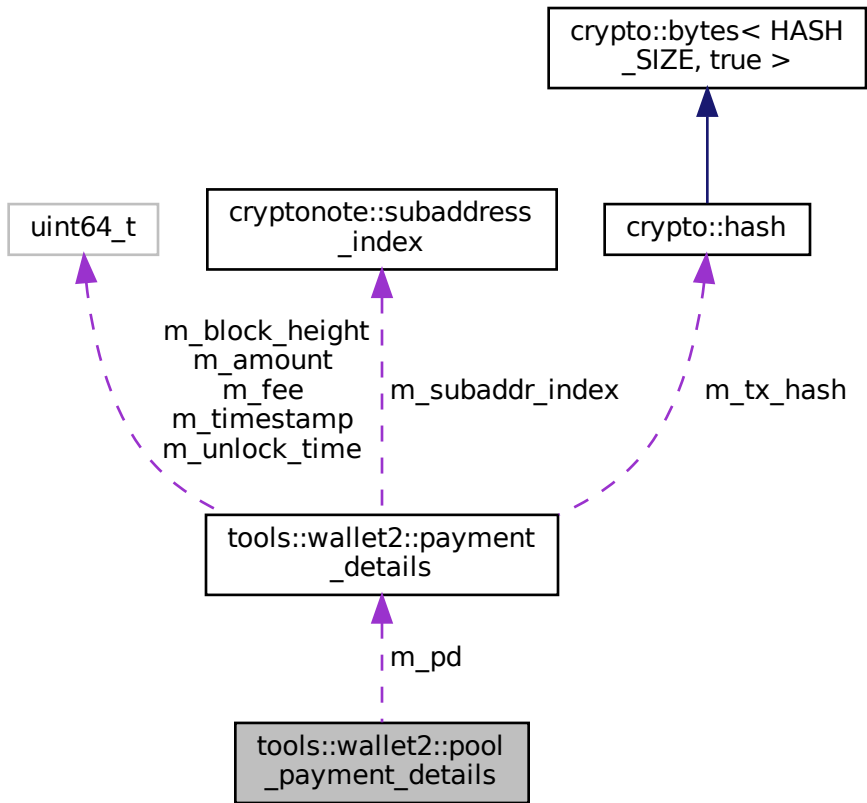 crypto::bytes< HASH
_SIZE, true >
uint64_t
cryptonote::subaddress
_index
crypto::hash
m_block_height
m_amount
m_fee
m_timestamp
m_unlock_time
m_subaddr_index
m_tx_hash
tools::wallet2::payment
_details
m_pd
tools::wallet2::pool
_payment_details